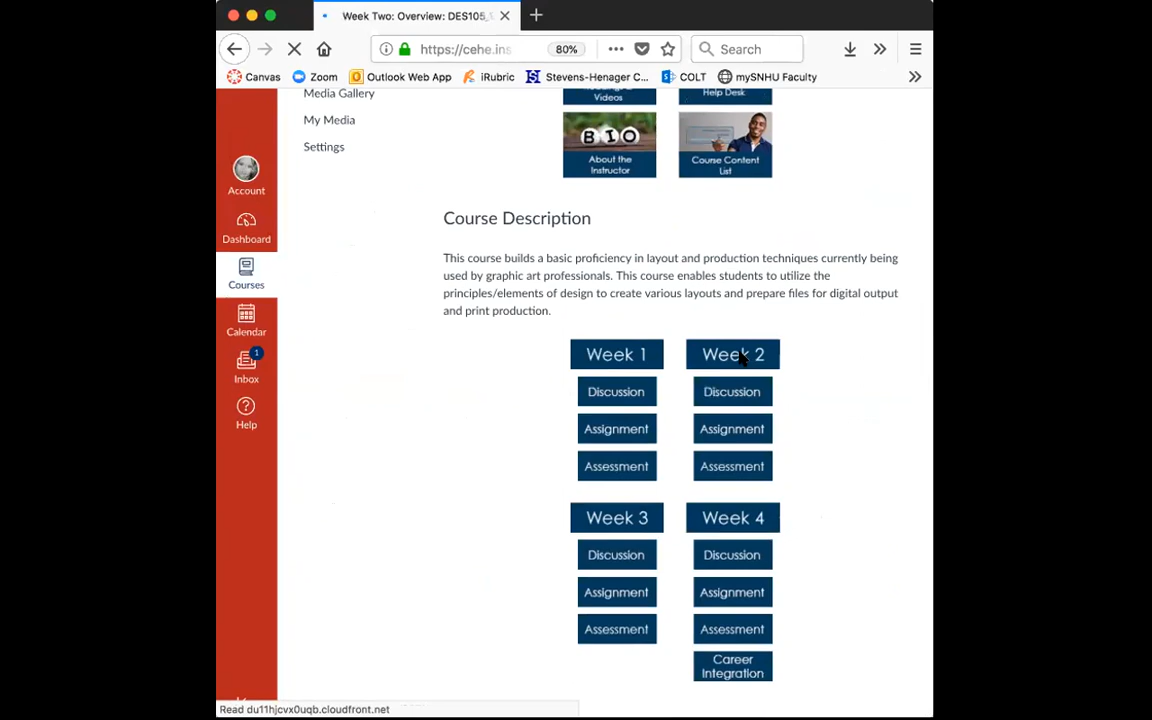 Week Two: Overview: DES105_
https://cehe.ins
80%
Search
Canvas
Zoom
Outlook Web App
iRubric
Stevens-Henager C...
COLT
mySNHU Faculty
Media Gallery
My Media
Settings
Videos
Help Desk
BIO
About the
Instructor
Course Content
List
Account
Dashboard
Courses
Calendar
1
Inbox
Help
Course Description
This course builds a basic proficiency in layout and production techniques currently being
used by graphic art professionals. This course enables students to utilize the
principles/elements of design to create various layouts and prepare files for digital output
and print production.
Week 1
Discussion
Assignment
Assessment
Week 2
Discussion
Assignment
Assessment
Week 3
Discussion
Assignment
Assessment
Week 4
Discussion
Assignment
Assessment
Career
Integration
Read du11hjcvx0uqb.cloudfront.net